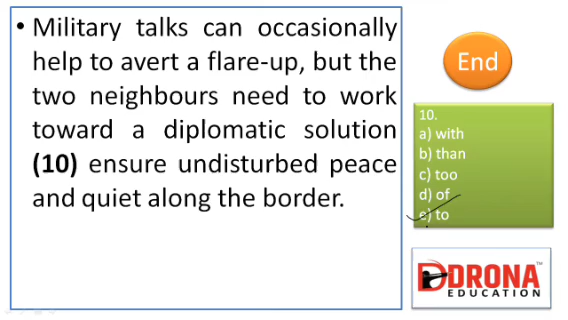 • Military talks can occasionally
help to avert a flare-up, but the
two neighbours need to work
toward a diplomatic solution
(10) ensure undisturbed peace
and quiet along the border.
End
10.
a) with
b) than
c) too
d) of
e) to
DRONA
TM
EDUCATION